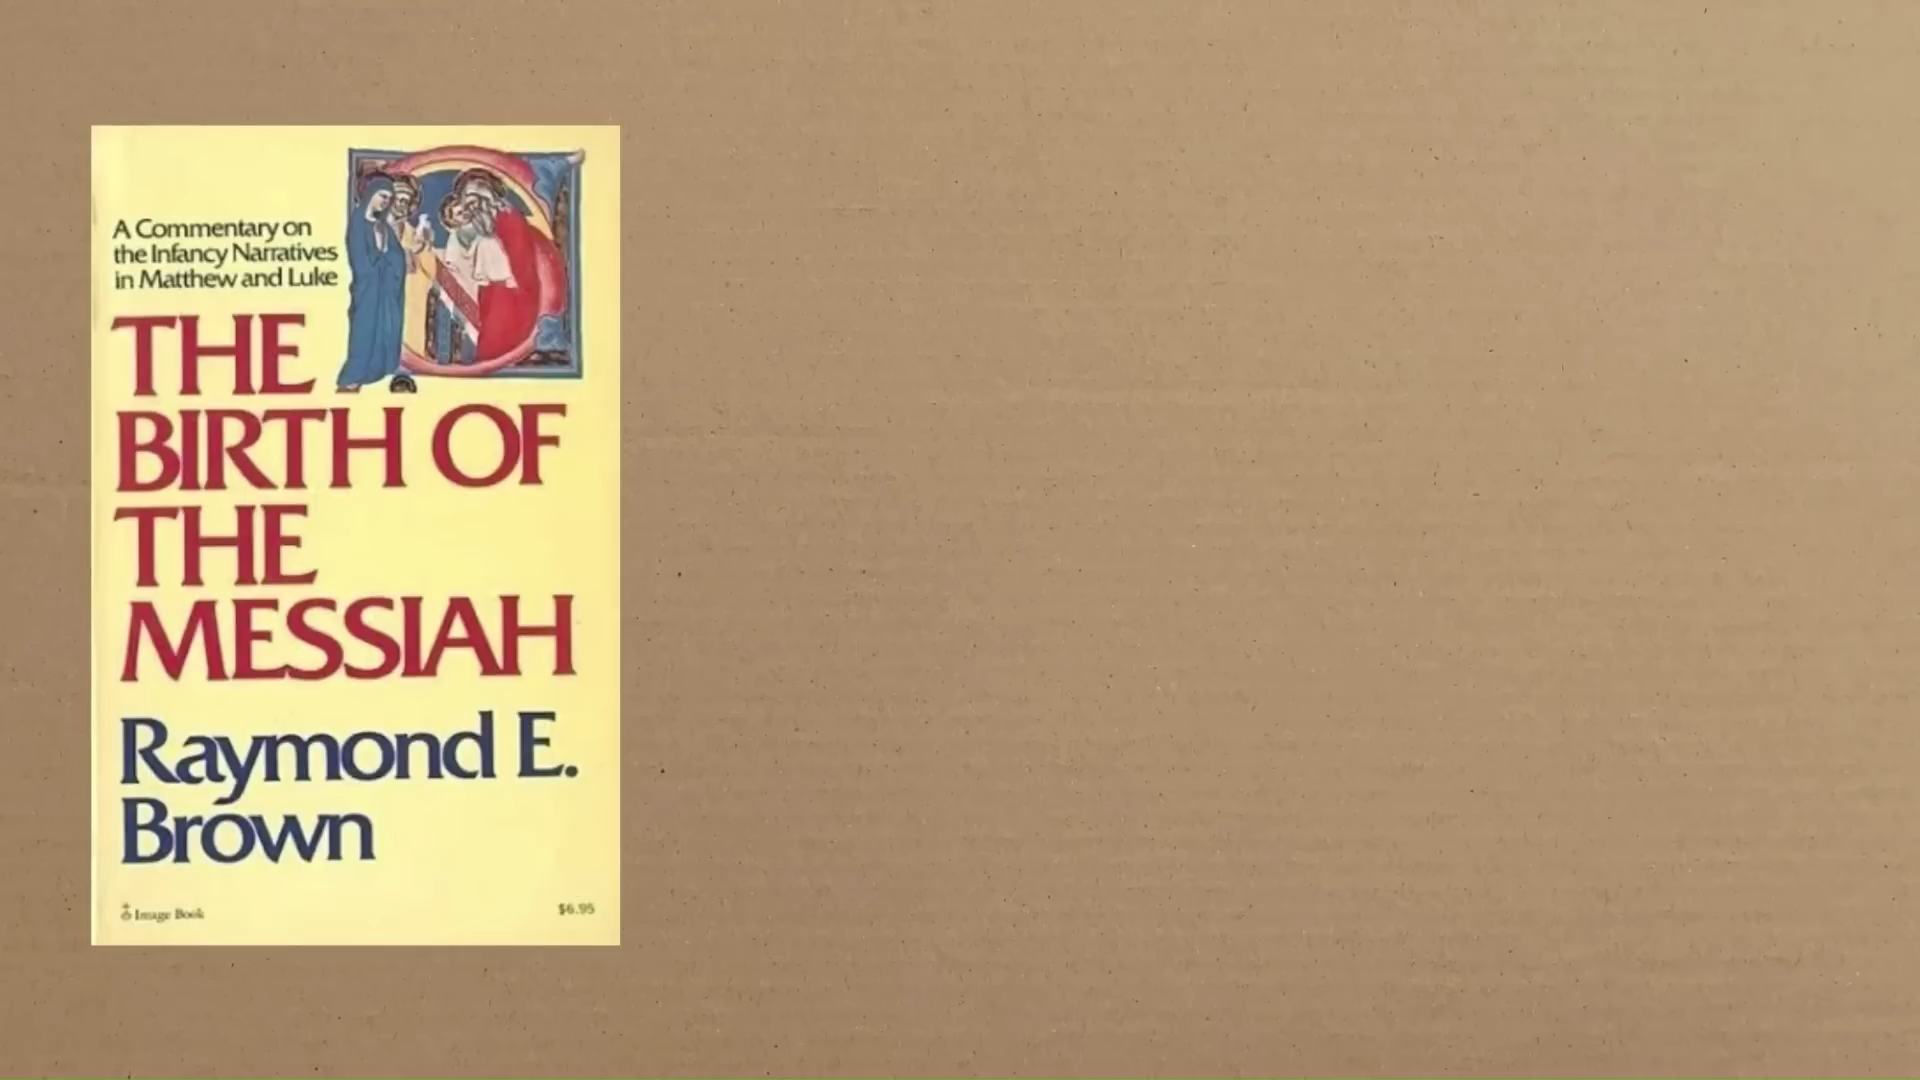 A Commentary on
the Infancy Narratives
in Matthew and Luke
THE
BIRTH OF
THE
MESSIAH
Raymond E.
Brown
Image Book
$6.95